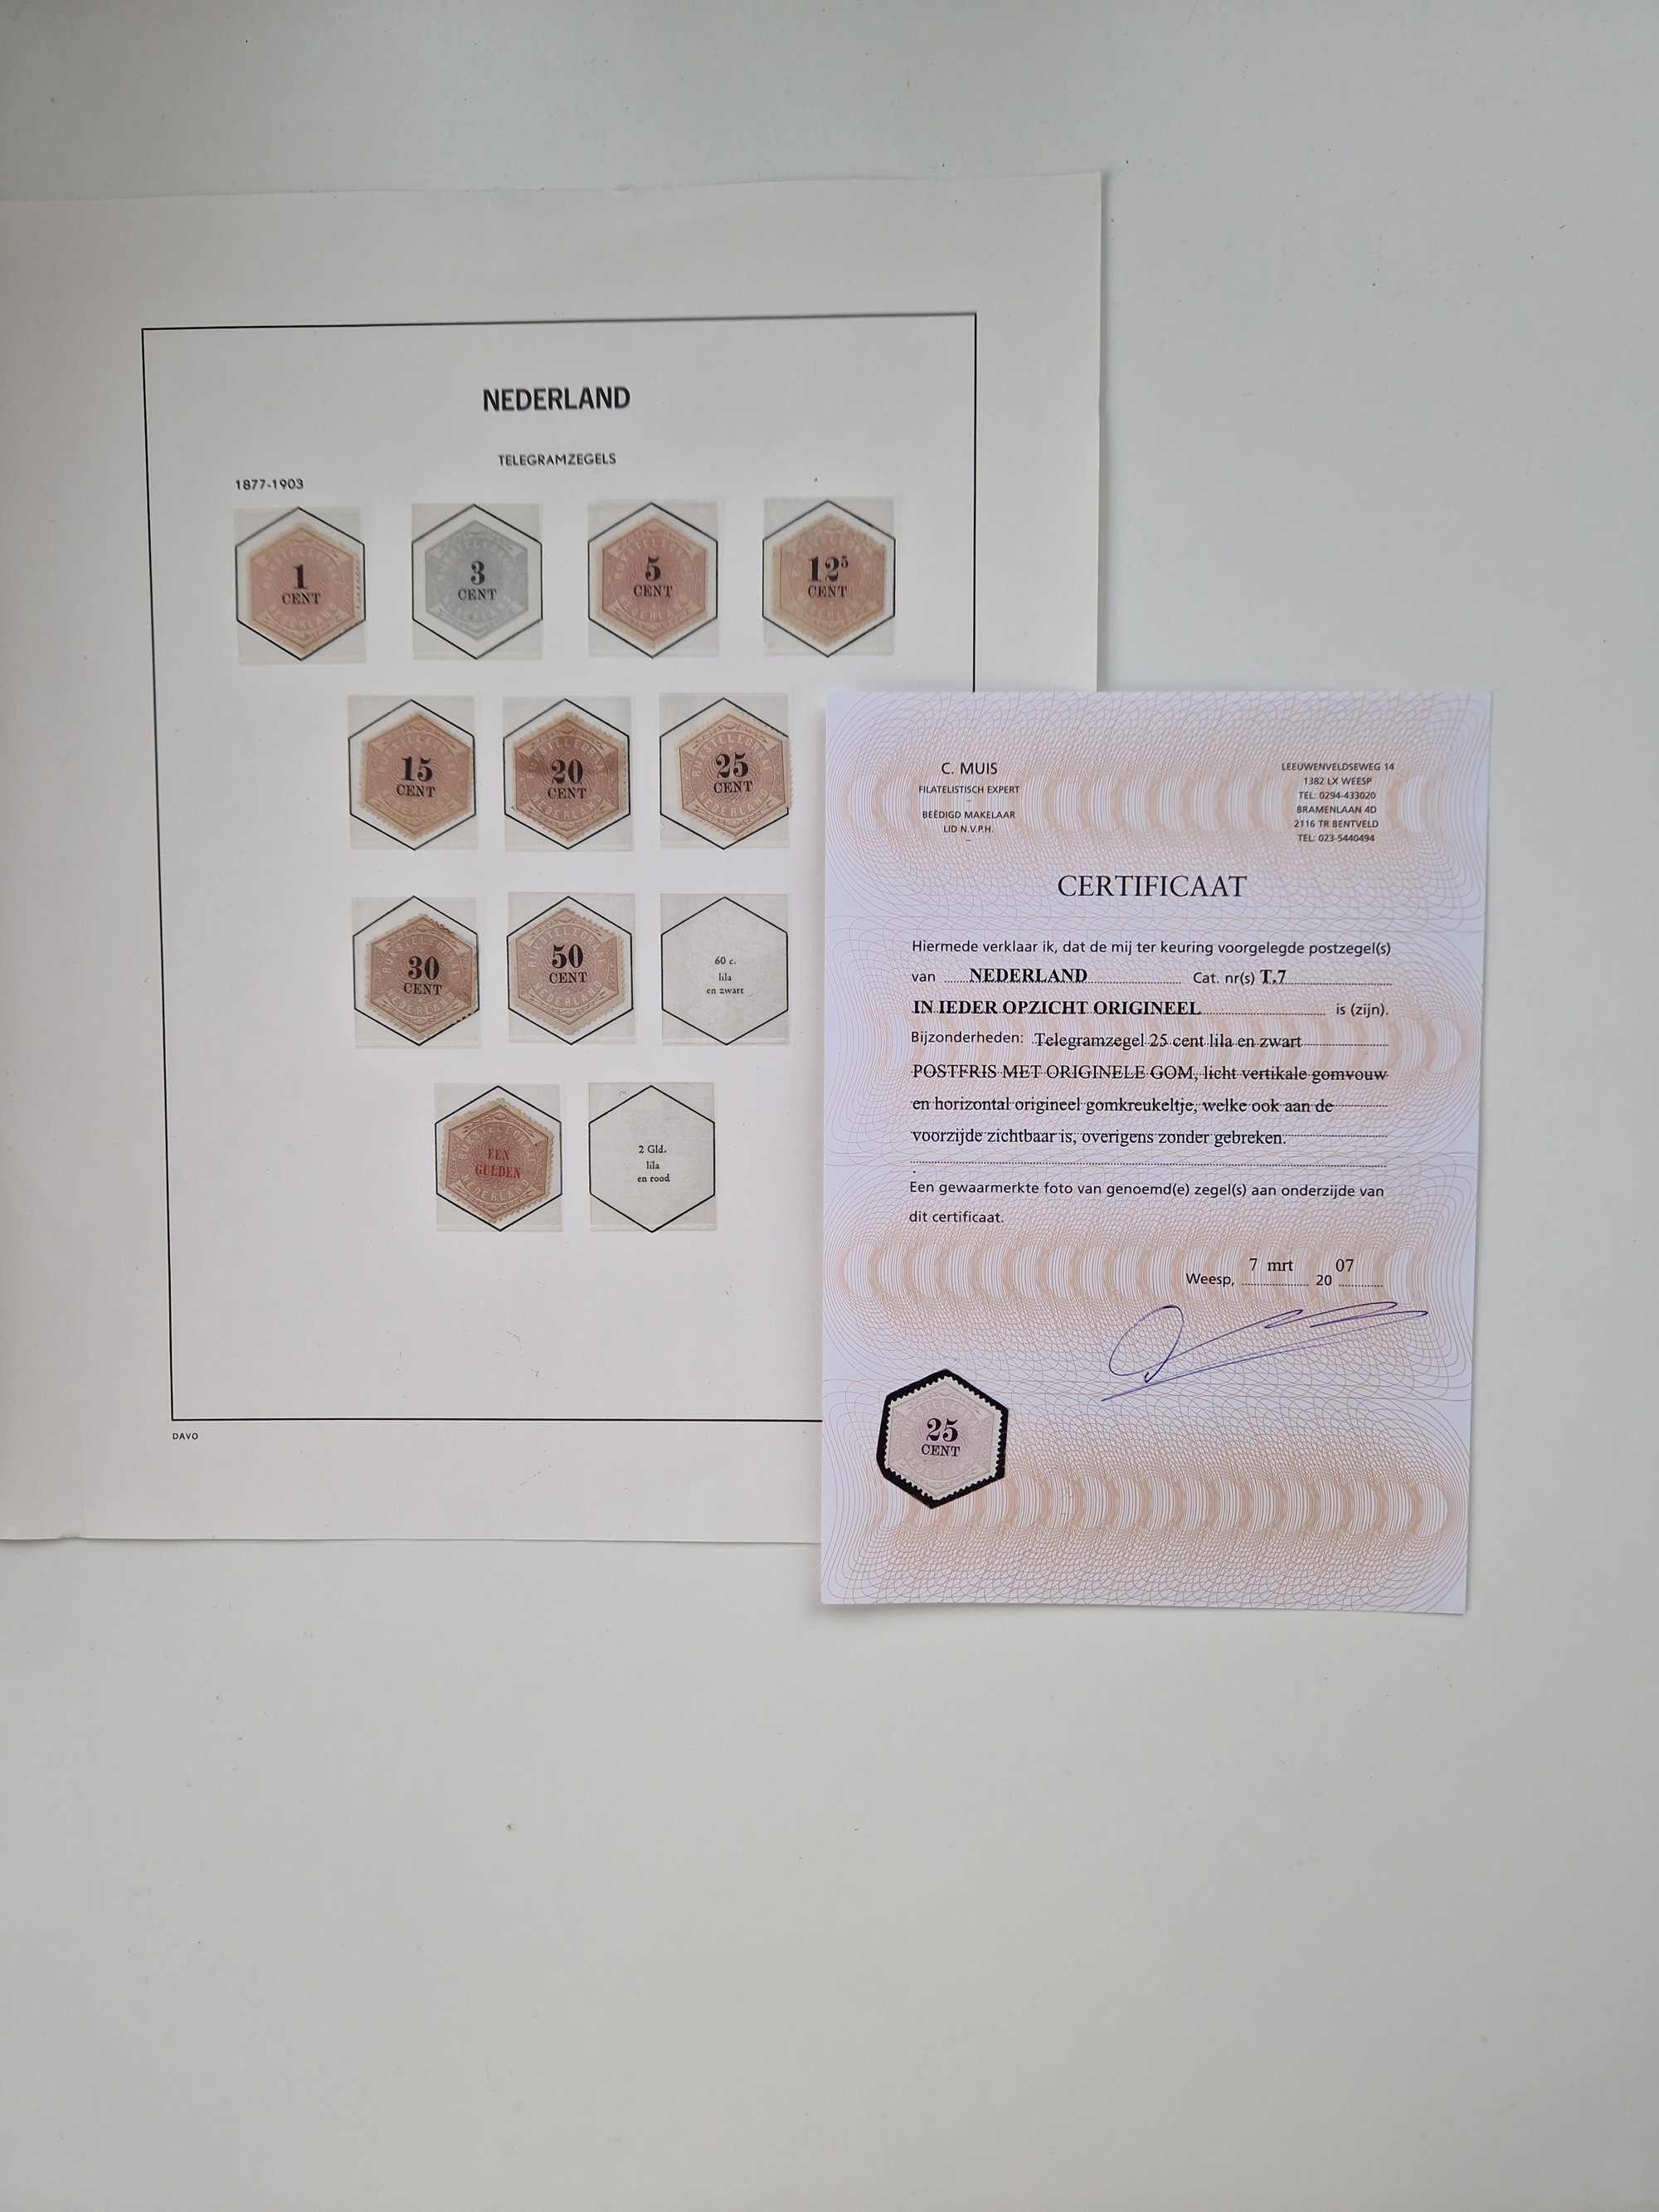 NEDERLAND
TELEGRAMZEGELS
1877-1903
1
CENT
3
CENT
5
CENT
12⁵
CENT
15
CENT
20
CENT
25
CENT
30
CENT
50
CENT
60 c.
lila
en zwart
EEN
GULDEN
2 Gld.
lila
en rood
DAVO
C. MUIS
FILATELISTISCH EXPERT
BEËDIGD MAKELAAR
LID N.V.P.H.
LEEUWENVELDSEWEG 14
1382 LX WEESP
TEL: 0294-433020
BRAMENLAAN 4D
2116 TR BENTVELD
TEL: 023-5440494
CERTIFICAAT
Hiermede verklaar ik, dat de mij ter keuring voorgelegde postzegel(s)
van NEDERLAND Cat. nr(s) T.7
IN IEDER OPZICHT ORIGINEEL is (zijn).
Bijzonderheden: Telegramzegel 25 cent lila en zwart
POSTFRIS MET ORIGINELE GOM, licht vertikale gomvouw
en horizontal origineel gomkreukeltje, welke ook aan de
voorzijde zichtbaar is, overigens zonder gebreken.
Een gewaarmerkte foto van genoemd(e) zegel(s) aan onderzijde van
dit certificaat.
Weesp, 7 mrt 20 07
25
CENT